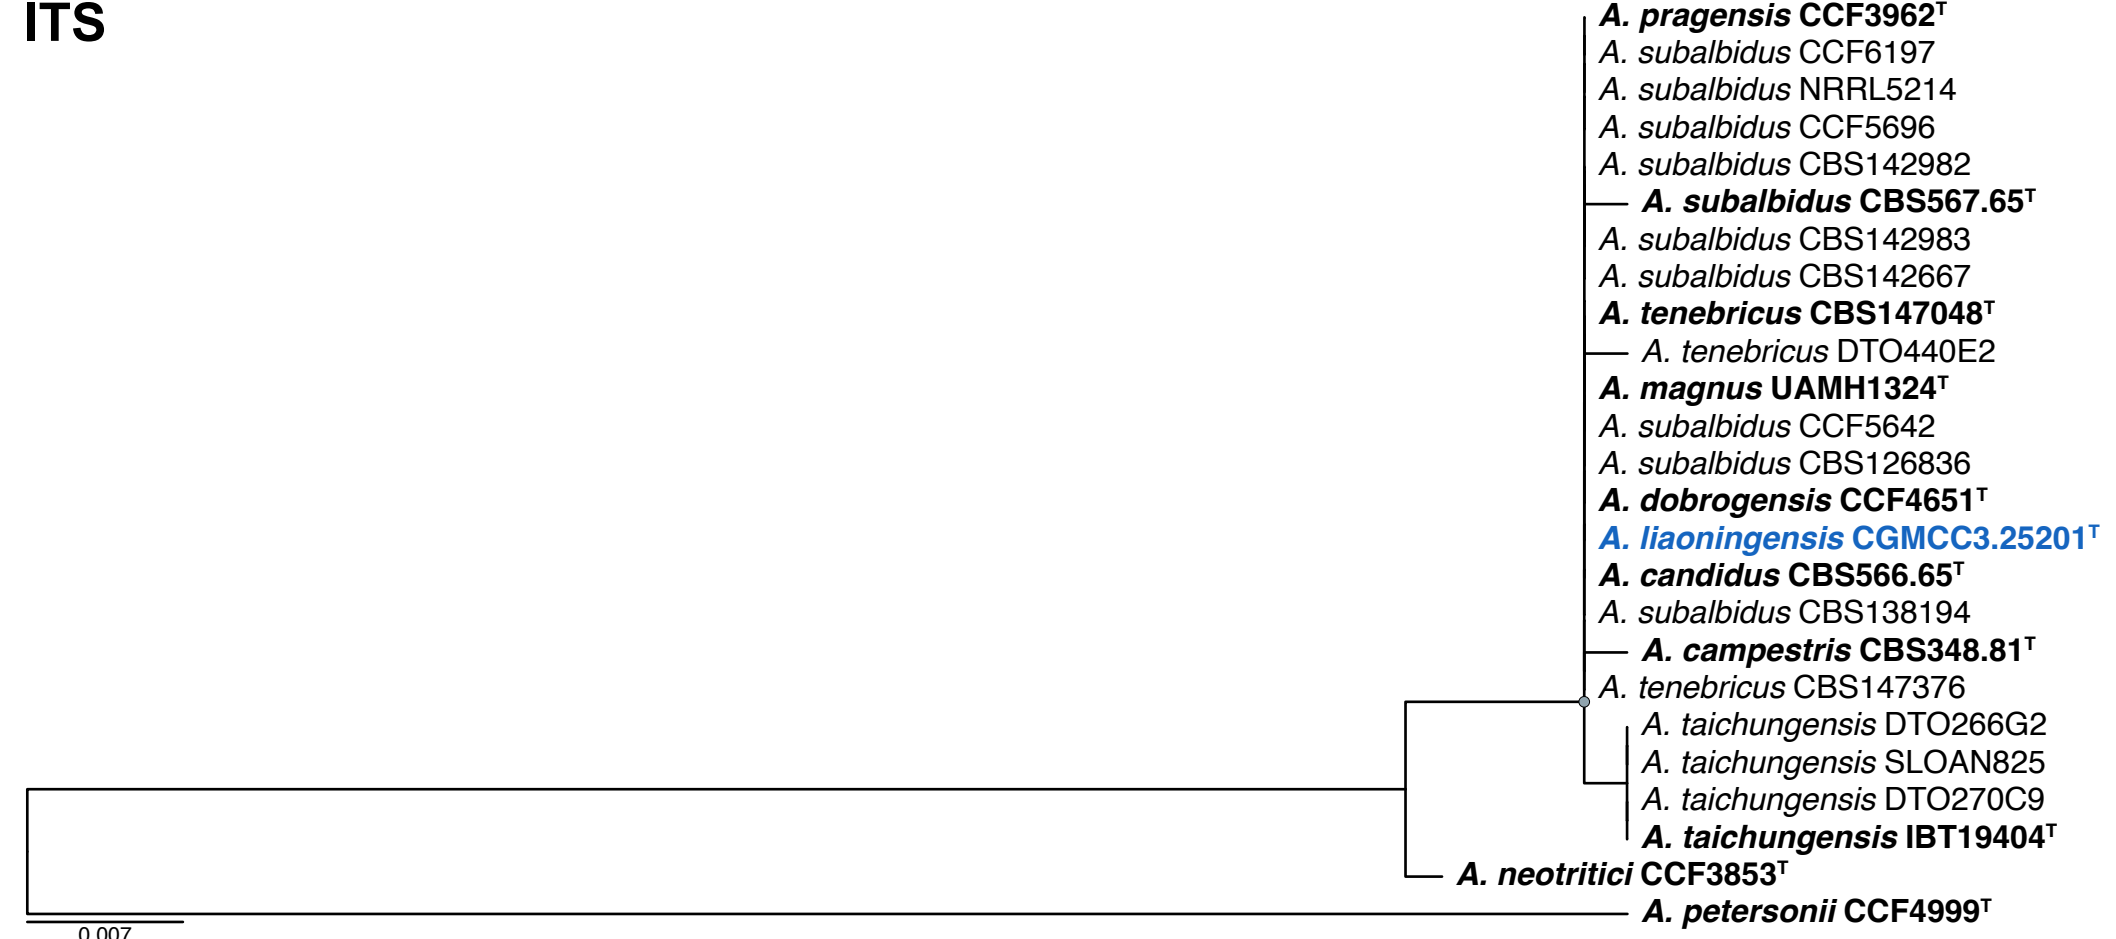 ITS
A. pragensis CCF3962ᵀ
A. subalbidus CCF6197
A. subalbidus NRRL5214
A. subalbidus CCF5696
A. subalbidus CBS142982
A. subalbidus CBS567.65ᵀ
A. subalbidus CBS142983
A. subalbidus CBS142667
A. tenebricus CBS147048ᵀ
A. tenebricus DTO440E2
A. magnus UAMH1324ᵀ
A. subalbidus CCF5642
A. subalbidus CBS126836
A. dobrogensis CCF4651ᵀ
A. liaoningensis CGMCC3.25201ᵀ
A. candidus CBS566.65ᵀ
A. subalbidus CBS138194
A. campestris CBS348.81ᵀ
A. tenebricus CBS147376
A. taichungensis DTO266G2
A. taichungensis SLOAN825
A. taichungensis DTO270C9
A. taichungensis IBT19404ᵀ
A. neotritici CCF3853ᵀ
A. petersonii CCF4999ᵀ
0.007